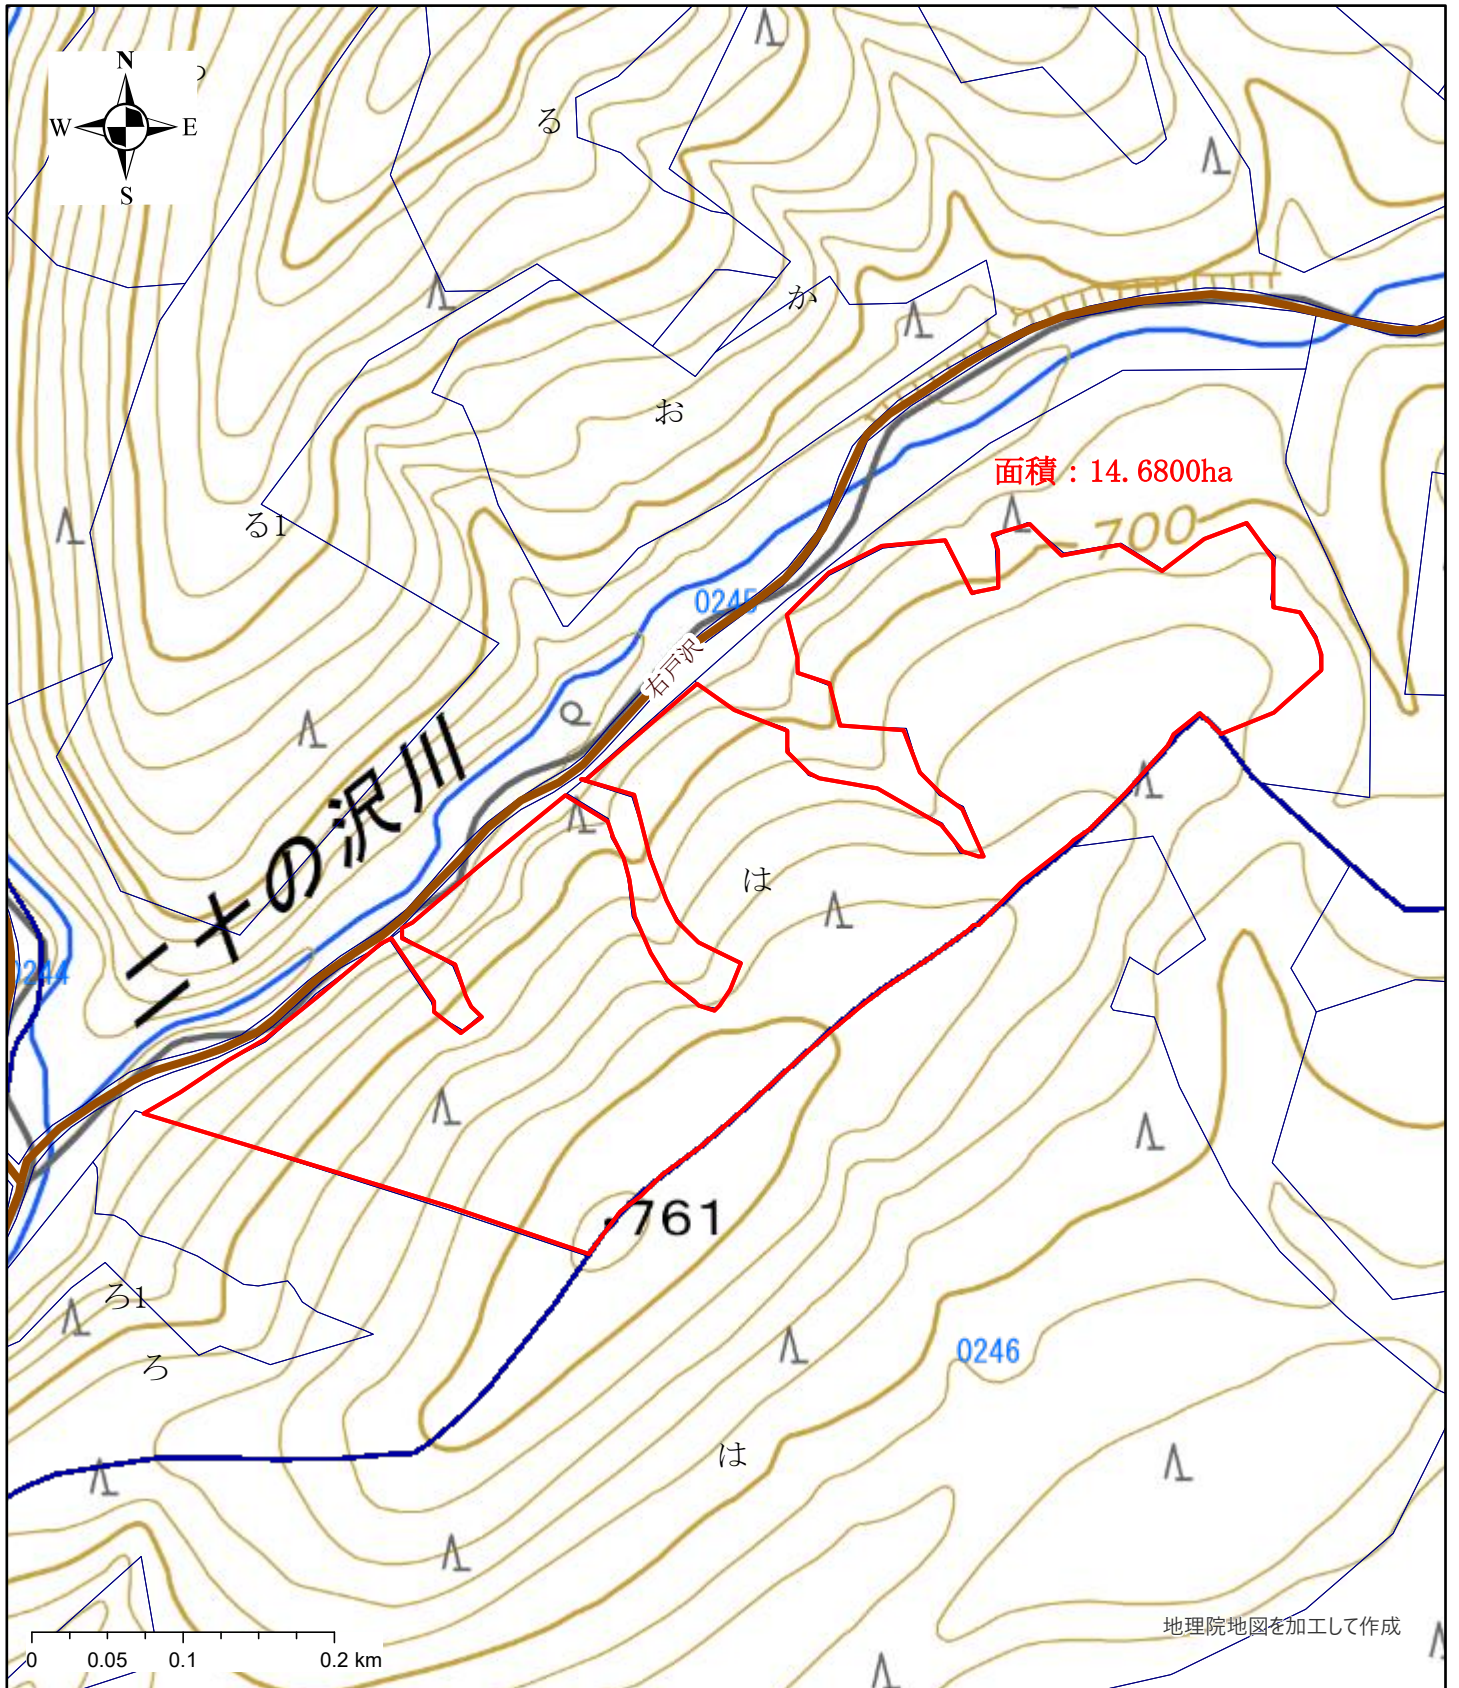 N
W
E
S
る
か
お
る1
面積：14.6800ha
700
0245
右戸沢
二十の沢川
は
0244
761
ろ1
ろ
0246
は
地理院地図を加工して作成
0 0.05 0.1 0.2 km